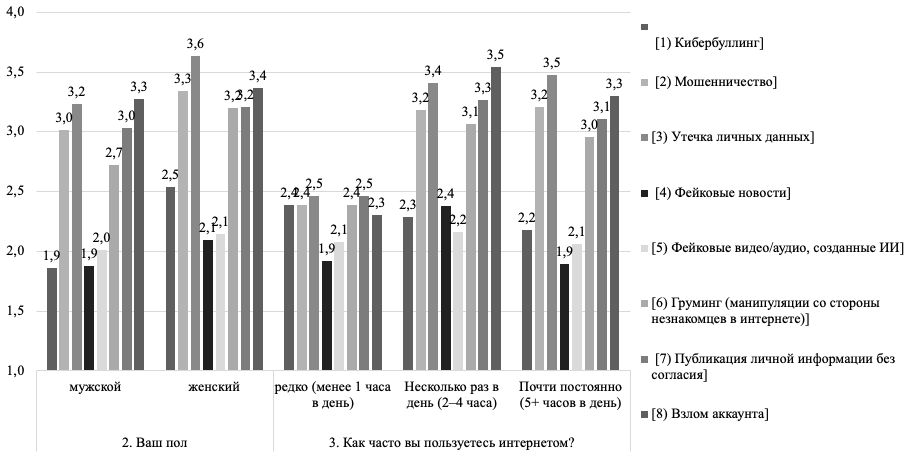 4,0
3,5
3,0
2,5
2,0
1,5
1,0
1,9
3,0
3,2
1,9
2,0
2,7
3,0
3,3
2,5
3,3
3,6
2,1
2,1
3,2
3,2
3,4
2,4
2,4
2,5
1,9
2,1
2,4
2,5
2,3
2,3
3,2
3,4
2,4
2,2
3,1
3,3
3,5
2,2
3,2
3,5
1,9
2,1
3,0
3,1
3,3
мужской
женский
редко (менее 1 часа
в день)
Несколько раз в
день (2–4 часа)
Почти постоянно
(5+ часов в день)
2. Ваш пол
3. Как часто вы пользуетесь интернетом?
[1) Кибербуллинг]
[2) Мошенничество]
[3) Утечка личных данных]
[4) Фейковые новости]
[5) Фейковые видео/аудио, созданные ИИ]
[6) Груминг (манипуляции со стороны
незнакомцев в интернете)]
[7) Публикация личной информации без
согласия]
[8) Взлом аккаунта]